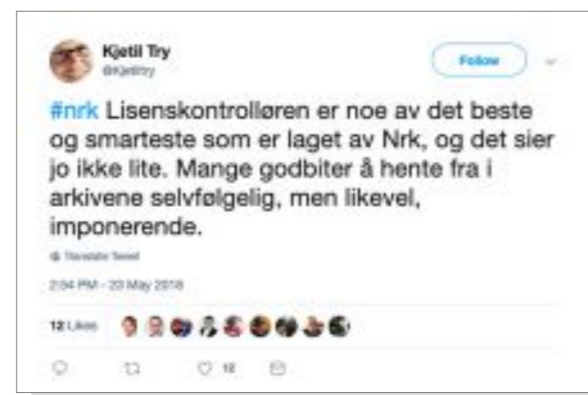 Kjetil Try
@Kjetiltry
Follow
#nrk Lisenskontrolløren er noe av det beste
og smarteste som er laget av Nrk, og det sier
jo ikke lite. Mange godbiter å hente fra i
arkivene selvfølgelig, men likevel,
imponerende.
Translate Tweet
2:54 PM - 23 May 2018
12 Likes
12